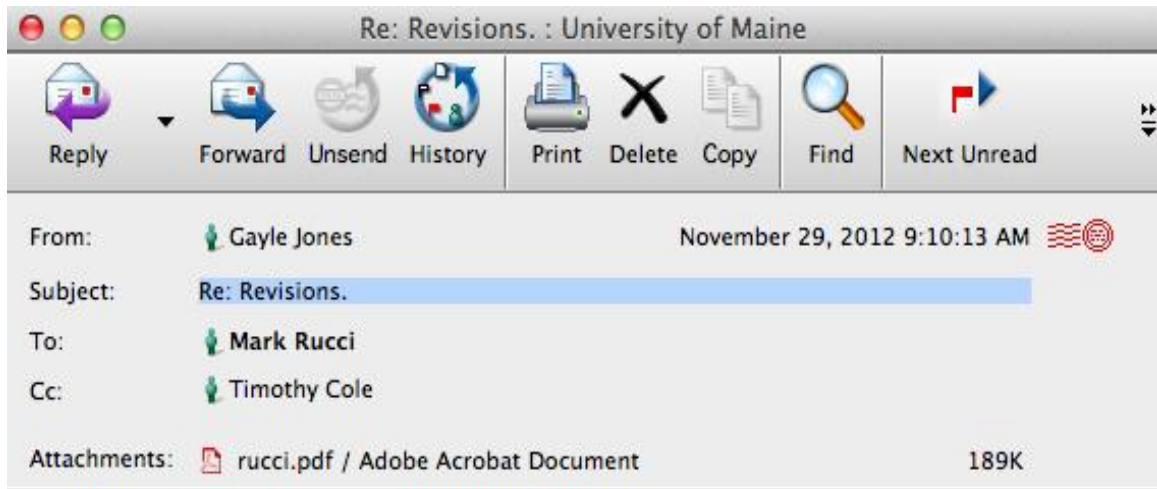 Re: Revisions. : University of Maine
Reply Forward Unsend History Print Delete Copy Find Next Unread
From: Gayle Jones November 29, 2012 9:10:13 AM
Subject: Re: Revisions.
To: Mark Rucci
Cc: Timothy Cole
Attachments: rucci.pdf / Adobe Acrobat Document 189K